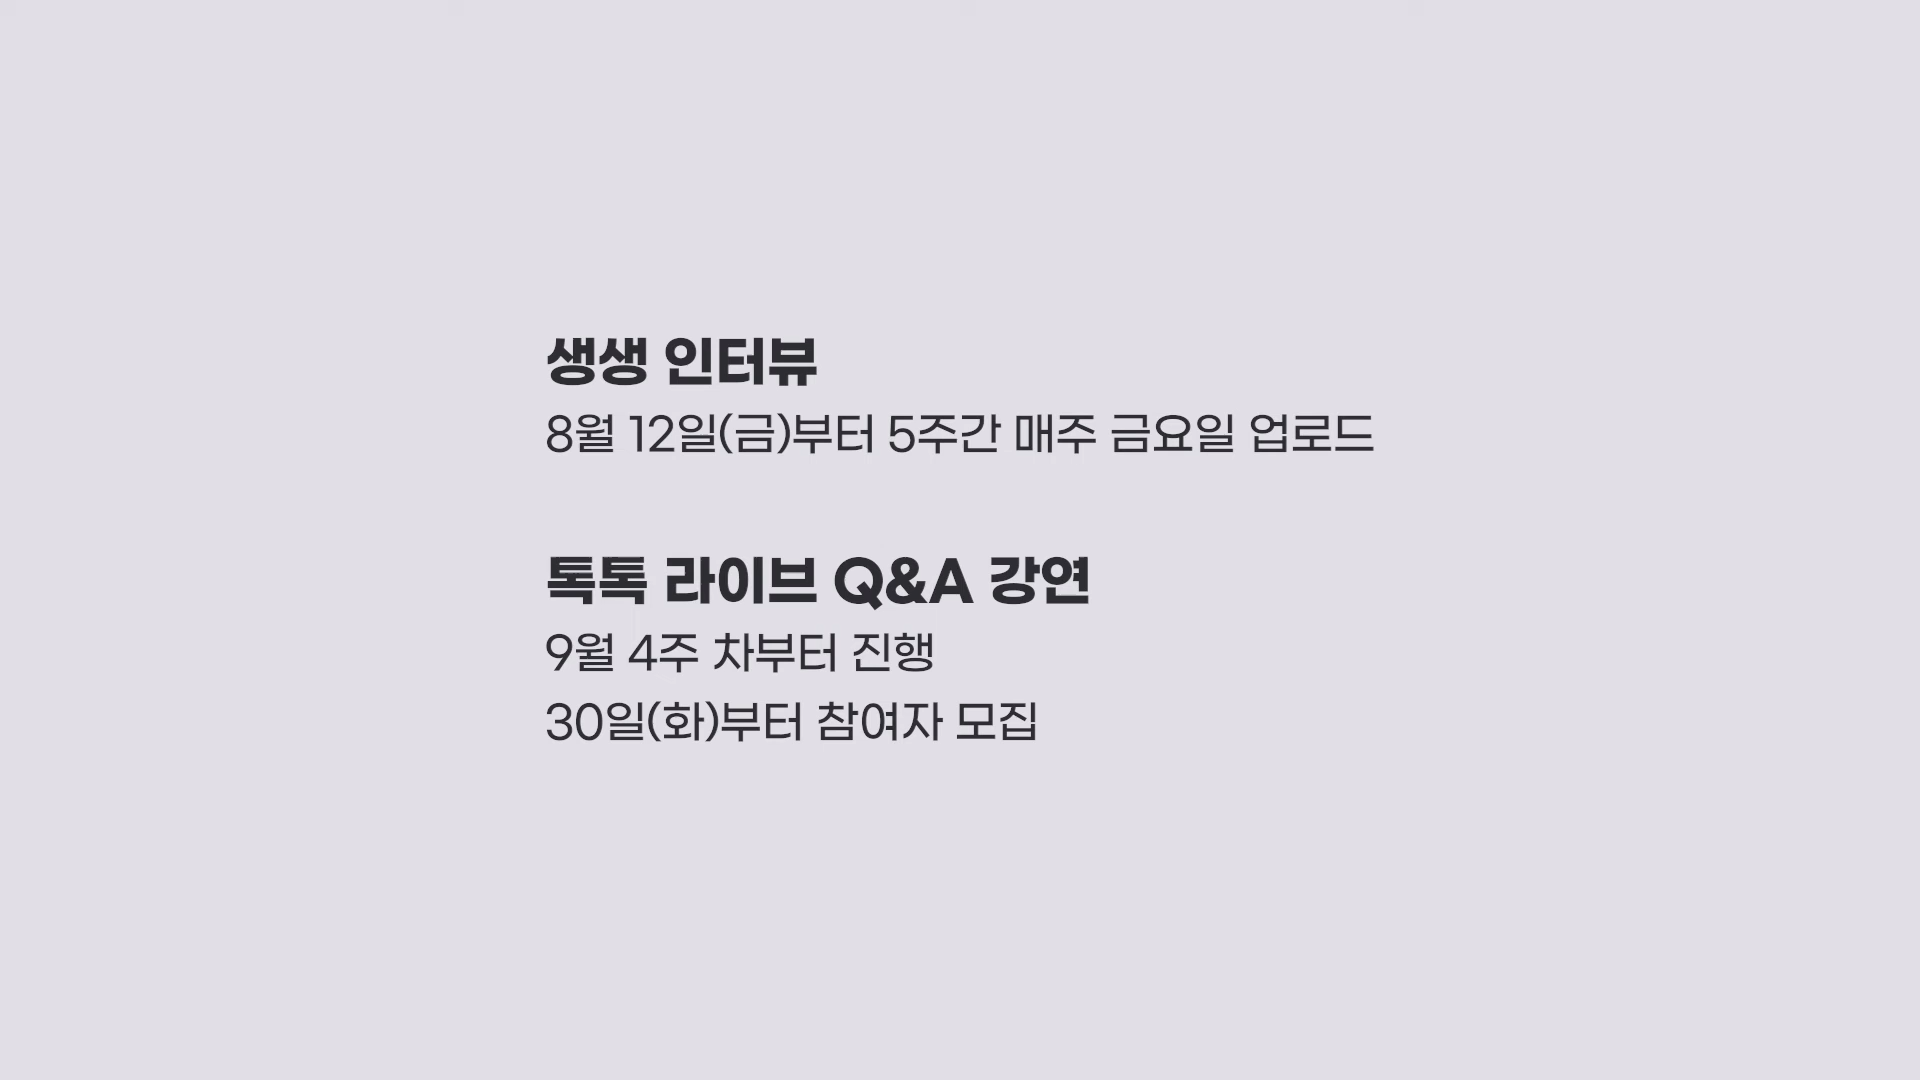 생생 인터뷰
8월 12일(금)부터 5주간 매주 금요일 업로드
톡톡 라이브 Q&A 강연
9월 4주 차부터 진행
30일(화)부터 참여자 모집